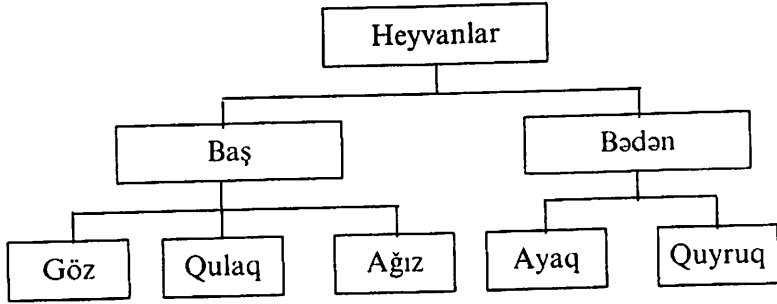 Heyvanlar
Baş
Bədən
Göz
Qulaq
Ağız
Ayaq
Quyruq